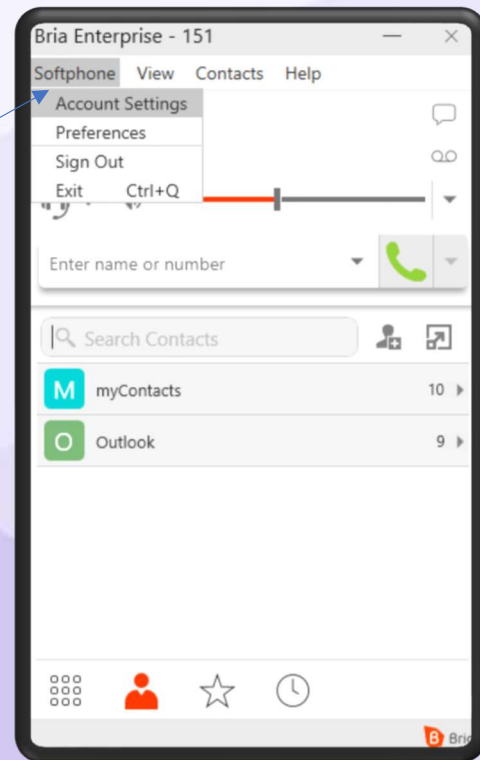 Bria Enterprise - 151
Softphone View Contacts Help
Account Settings
Preferences
Sign Out
Exit Ctrl+Q
Enter name or number
Search Contacts
M myContacts 10
O Outlook 9
B